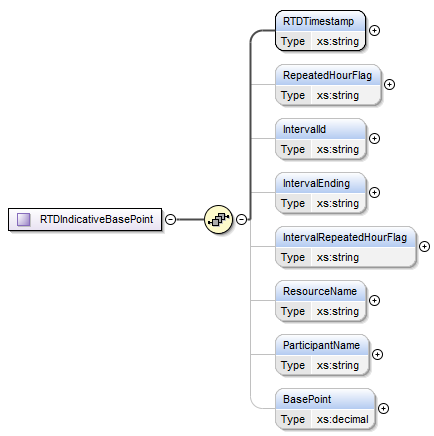 RTDTimestamp
Type xs:string
RepeatedHourFlag
Type xs:string
IntervalId
Type xs:string
IntervalEnding
Type xs:string
RTDIndicativeBasePoint
IntervalRepeatedHourFlag
Type xs:string
ResourceName
Type xs:string
ParticipantName
Type xs:string
BasePoint
Type xs:decimal